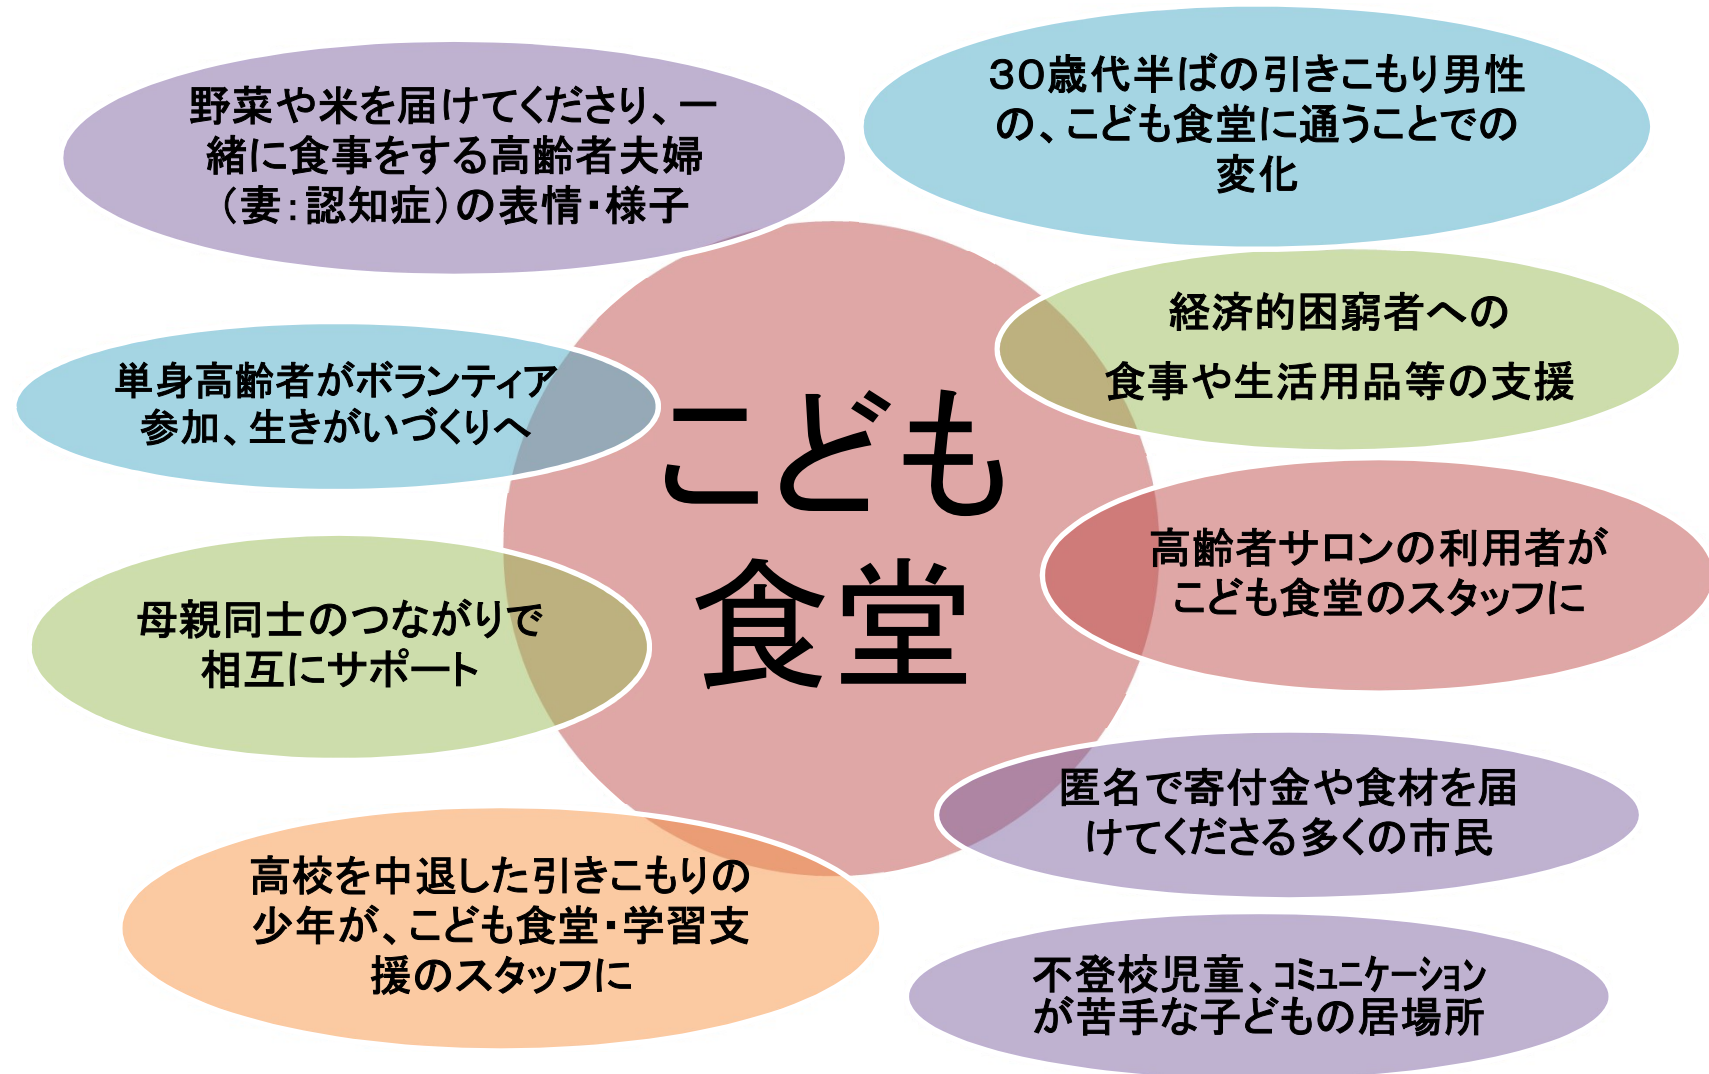 野菜や米を届けてくださり、一
緒に食事をする高齢者夫婦
（妻：認知症）の表情・様子
３０歳代半ばの引きこもり男性
の、こども食堂に通うことでの
変化
経済的困窮者への
食事や生活用品等の支援
単身高齢者がボランティア
参加、生きがいづくりへ
こども
食堂
高齢者サロンの利用者が
こども食堂のスタッフに
母親同士のつながりで
相互にサポート
匿名で寄付金や食材を届
けてくださる多くの市民
高校を中退した引きこもりの
少年が、こども食堂・学習支
援のスタッフに
不登校児童、コミュニケーション
が苦手な子どもの居場所